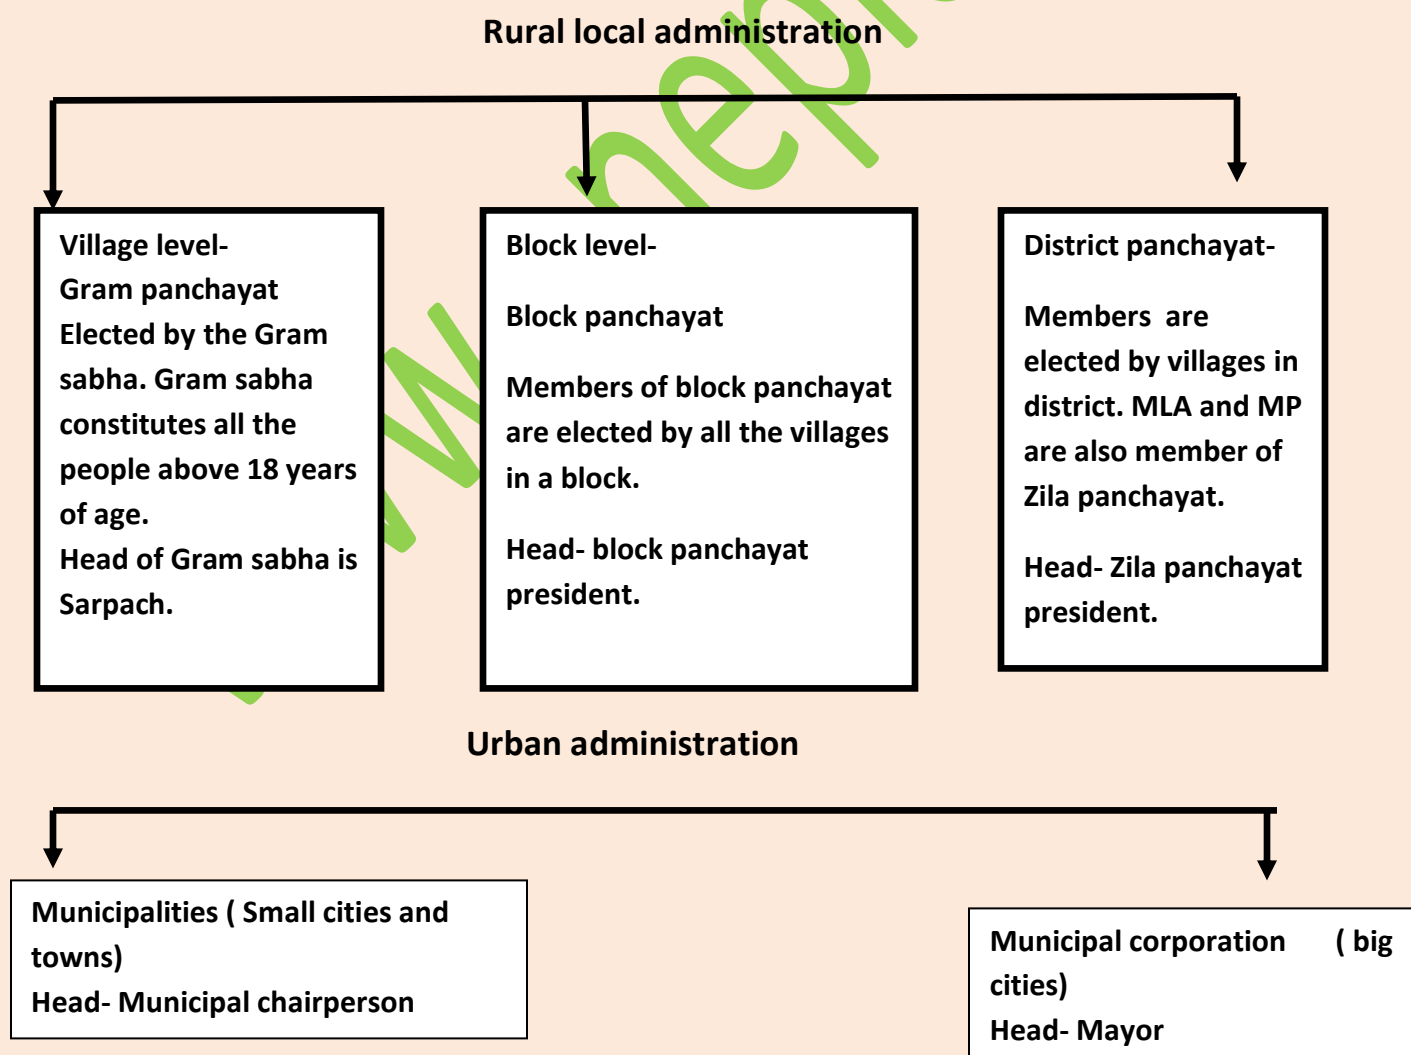 Rural local administration
Village level-
Gram panchayat
Elected by the Gram
sabha. Gram sabha
constitutes all the
people above 18 years
of age.
Head of Gram sabha is
Sarpach.
Block level-
Block panchayat
Members of block panchayat
are elected by all the villages
in a block.
Head- block panchayat
president.
District panchayat-
Members are
elected by villages in
district. MLA and MP
are also member of
Zila panchayat.
Head- Zila panchayat
president.
Urban administration
Municipalities ( Small cities and
towns)
Head- Municipal chairperson
Municipal corporation ( big
cities)
Head- Mayor